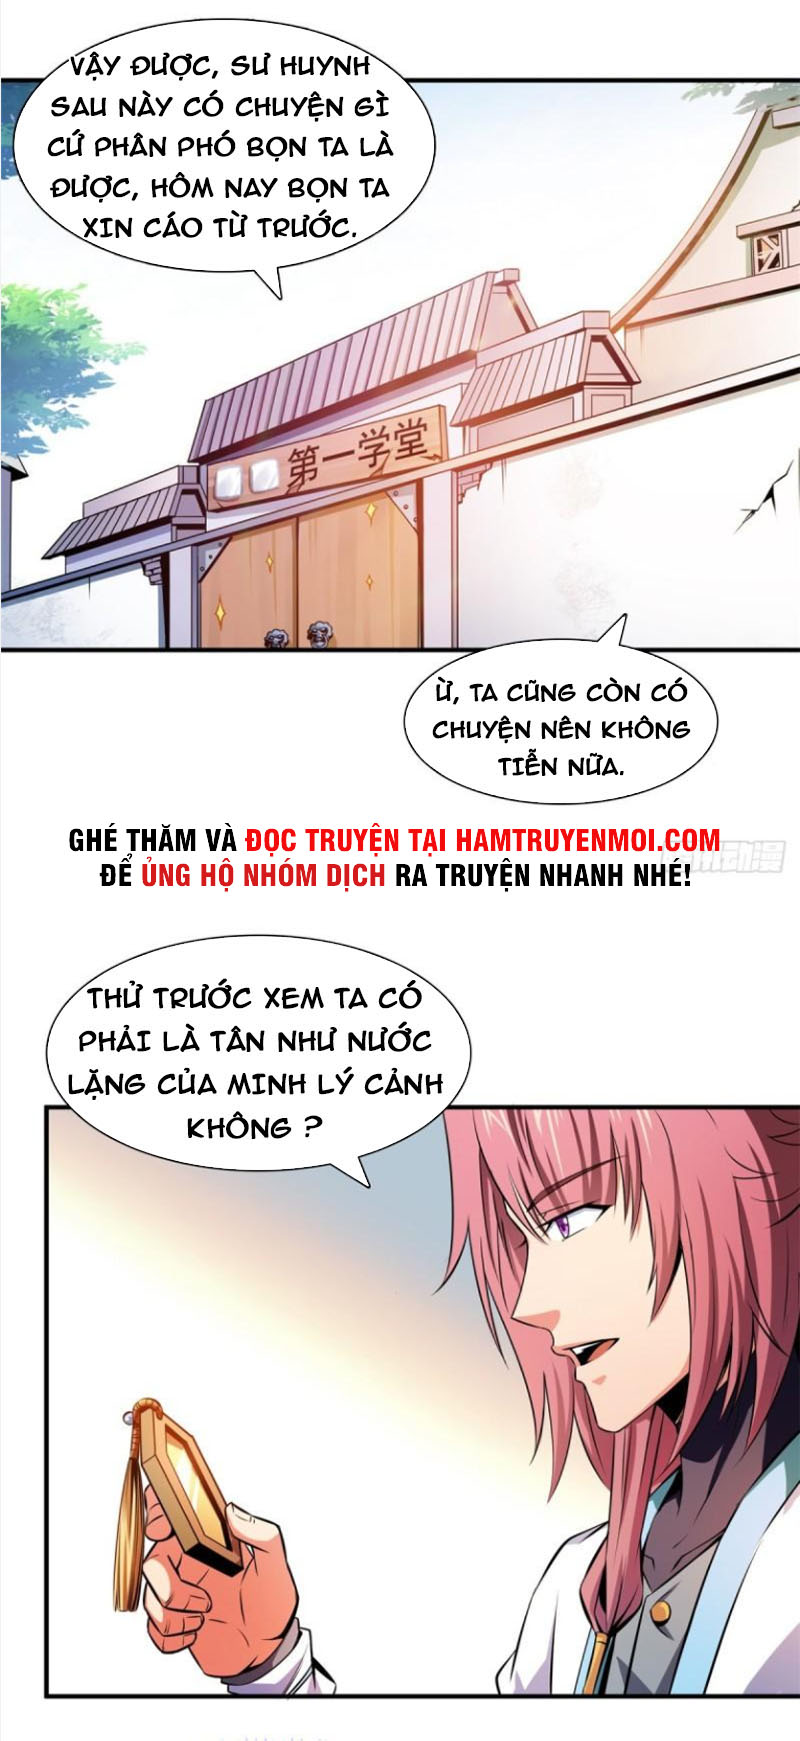 VẬY ĐƯỢC, SƯ HUYNH
SAU NÀY CÓ CHUYỆN GÌ
CỨ PHÂN PHÓ BỌN TA LÀ
ĐƯỢC, HÔM NAY BỌN TA
XIN CÁO TỪ TRƯỚC.
第一学堂
Ừ, TA CŨNG CÒN CÓ
CHUYỆN NÊN KHÔNG
TIỄN NỮA.
GHÉ THĂM VÀ ĐỌC TRUYỆN TẠI HAMTRUYENMOI.COM
ĐỂ ỦNG HỘ NHÓM DỊCH RA TRUYỆN NHANH NHÉ!
动漫
THỬ TRƯỚC XEM TA CÓ
PHẢI LÀ TÂN NHƯ NƯỚC
LẶNG CỦA MINH LÝ CẢNH
KHÔNG ?